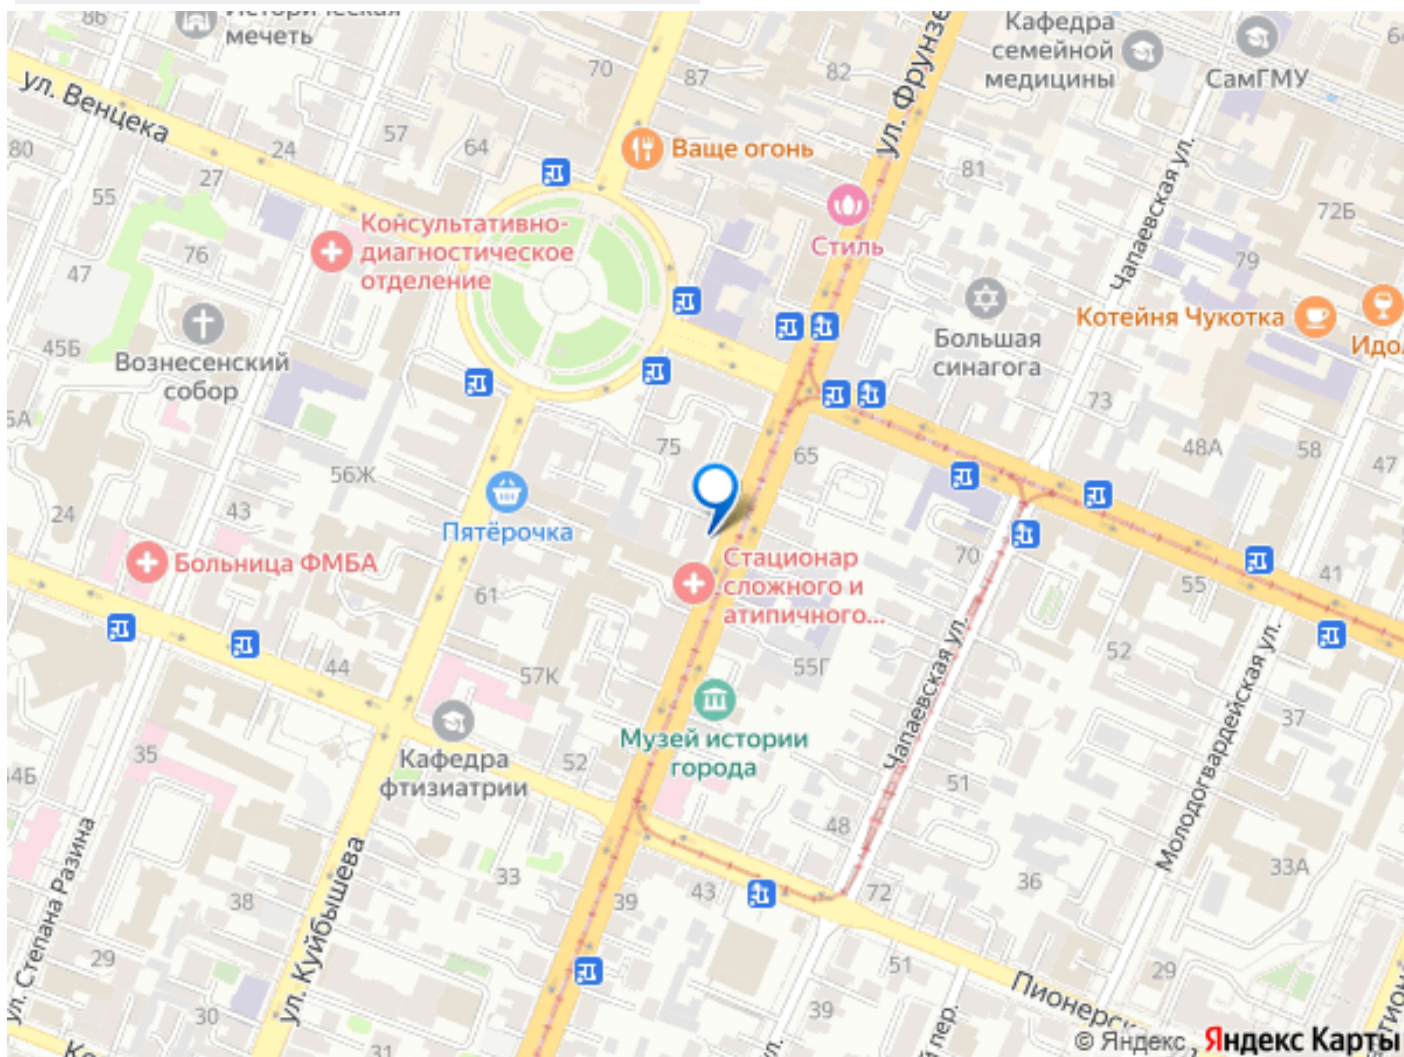 86
Историческая
мечеть
70
87
82
ул. Фрунзе
Кафедра
семейной
медицины
СамГМУ
64
ул. Венцека
80
57
24
64
Ваще огонь
27
55
81
Чапаевская ул.
72Б
Стиль
Консультативно-
диагностическое
отделение
76
47
79
Котейня Чукотка
Большая
синагога
45Б
Вознесенский
собор
73
75
65
48А
58
47
56Ж
24
43
Пятёрочка
Больница ФМБА
Стационар
сложного и
атипичного...
70
55
41
61
44
57К
55Г
52
Чапаевская ул.
Молодогвардейская ул.
37
Музей истории
города
35
Кафедра
фтизиатрии
52
51
ул. Степана Разина
ул. Куйбышева
48
33А
33
43
39
72
36
38
29
51
29
Пионерс
30
39
пер.
31
ул.
© Яндекс, Яндекс Карты